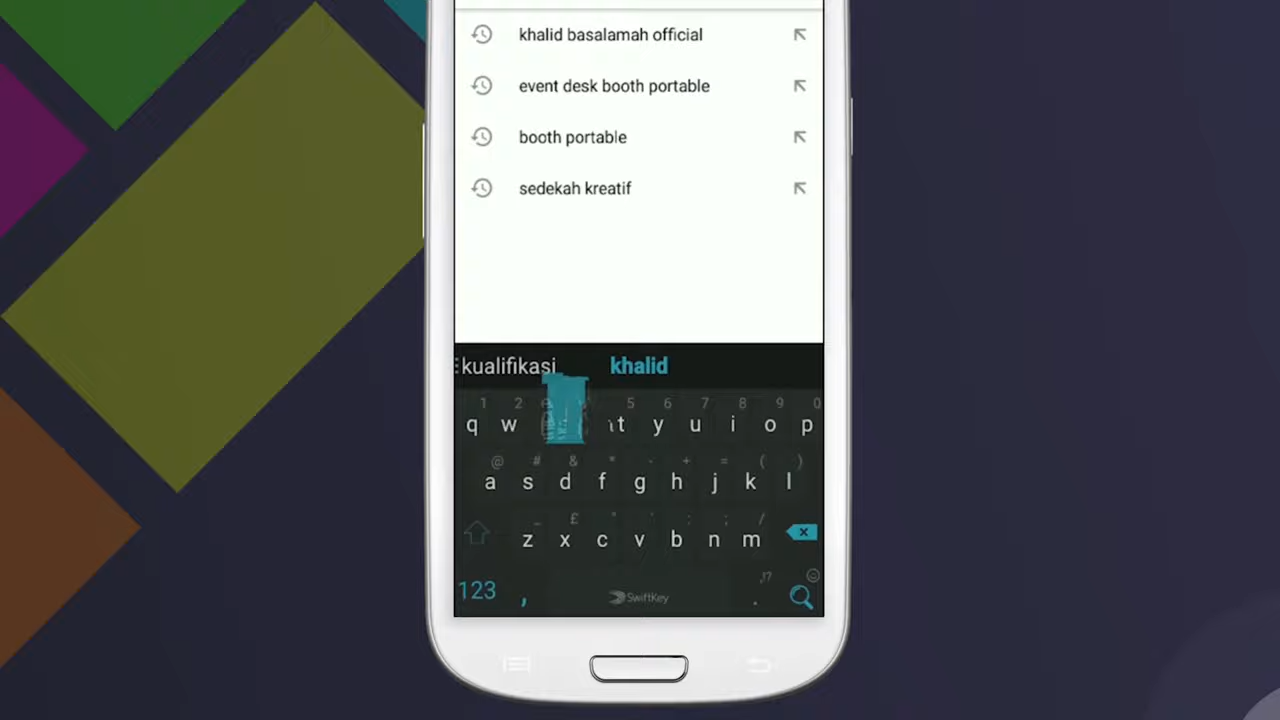 khalid basalamah official
event desk booth portable
booth portable
sedekah kreatif
kualifikasi khalid
1 2 5 6 7 8 9 0
q w t y u i o p
@ # & * - + = ( )
a s d f g h j k l
_ £ " ' : ; /
z x c v b n m
123 , SwiftKey . ,!?